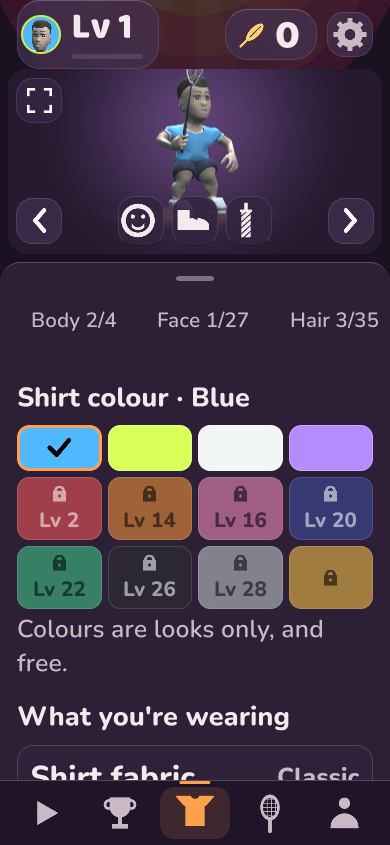 Lv 1
0
Body 2/4
Face 1/27
Hair 3/35
Shirt colour · Blue
Lv 2
Lv 14
Lv 16
Lv 20
Lv 22
Lv 26
Lv 28
Colours are looks only, and
free.
What you're wearing
Shirt fabric
Classic